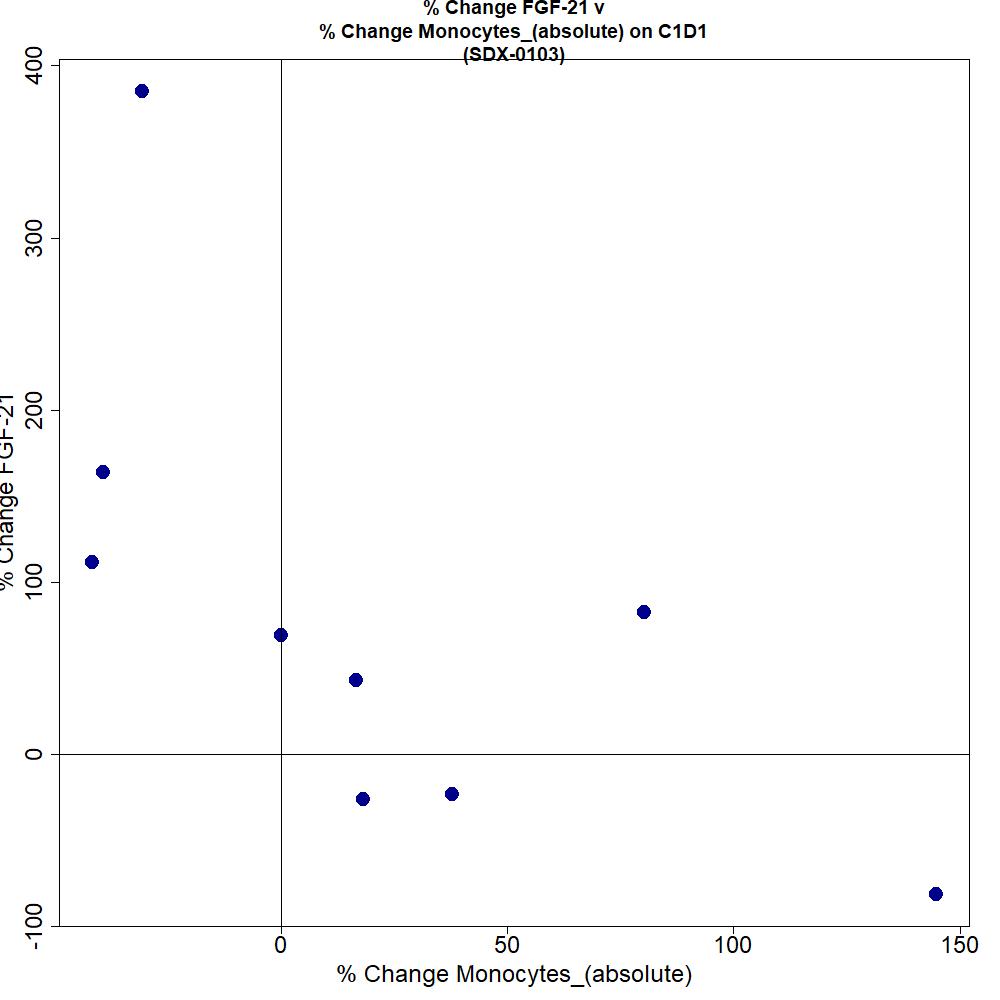 % Change FGF-21 v
% Change Monocytes_(absolute) on C1D1
(SDX-0103)
% Change FGF-21
400
300
200
100
0
-100
0
50
100
150
% Change Monocytes_(absolute)